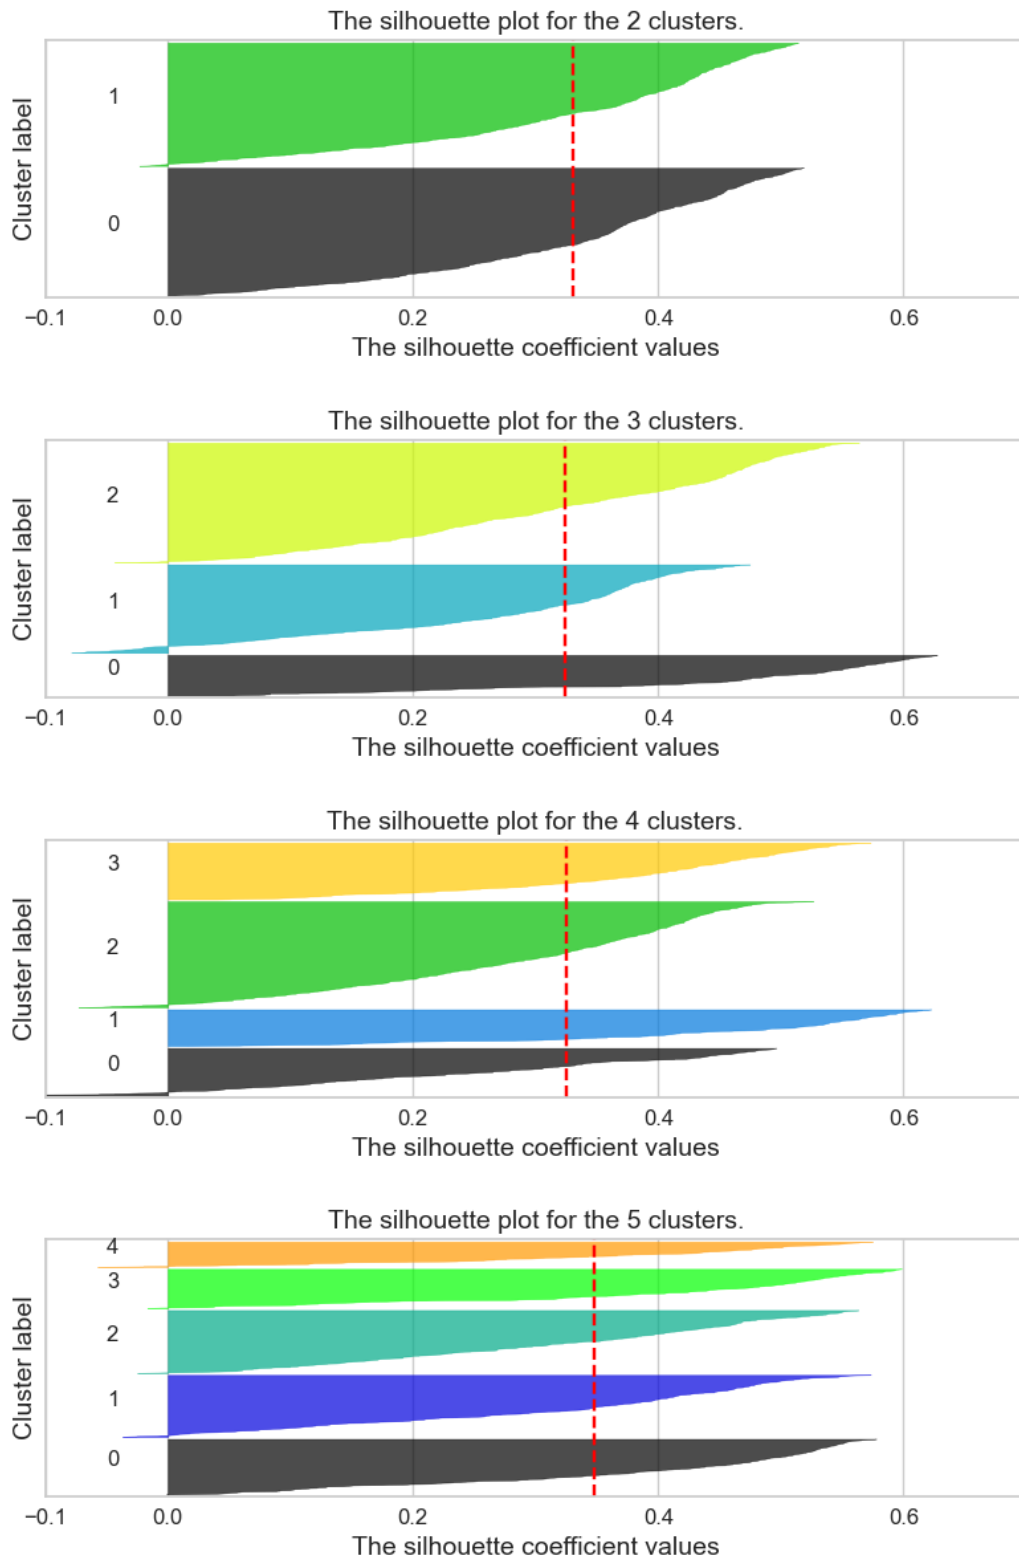 The silhouette plot for the 2 clusters.
Cluster label
1
0
−0.1 0.0 0.2 0.4 0.6
The silhouette coefficient values
The silhouette plot for the 3 clusters.
Cluster label
2
1
0
−0.1 0.0 0.2 0.4 0.6
The silhouette coefficient values
The silhouette plot for the 4 clusters.
Cluster label
3
2
1
0
−0.1 0.0 0.2 0.4 0.6
The silhouette coefficient values
The silhouette plot for the 5 clusters.
Cluster label
4
3
2
1
0
−0.1 0.0 0.2 0.4 0.6
The silhouette coefficient values